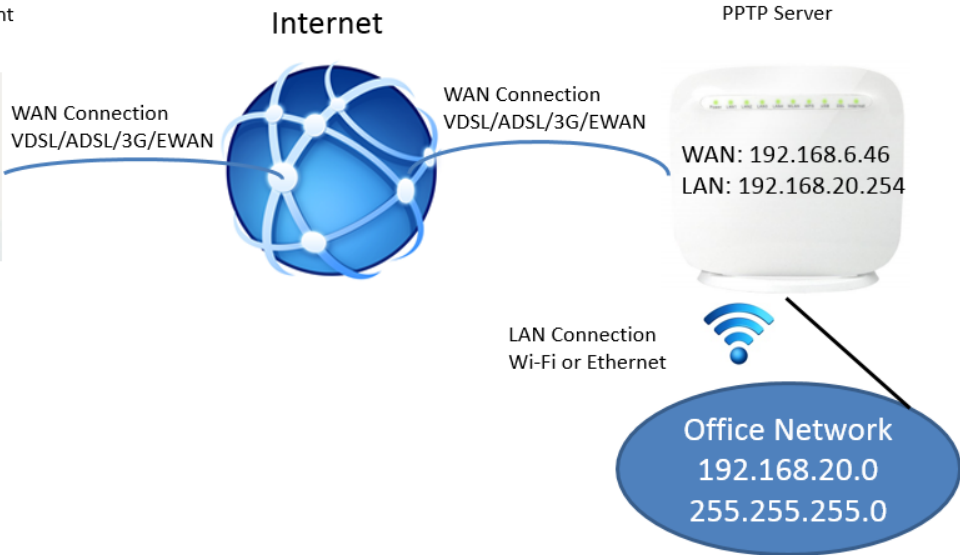 Internet
PPTP Server
WAN Connection
VDSL/ADSL/3G/EWAN
WAN Connection
VDSL/ADSL/3G/EWAN
WAN: 192.168.6.46
LAN: 192.168.20.254
LAN Connection
Wi-Fi or Ethernet
Office Network
192.168.20.0
255.255.255.0